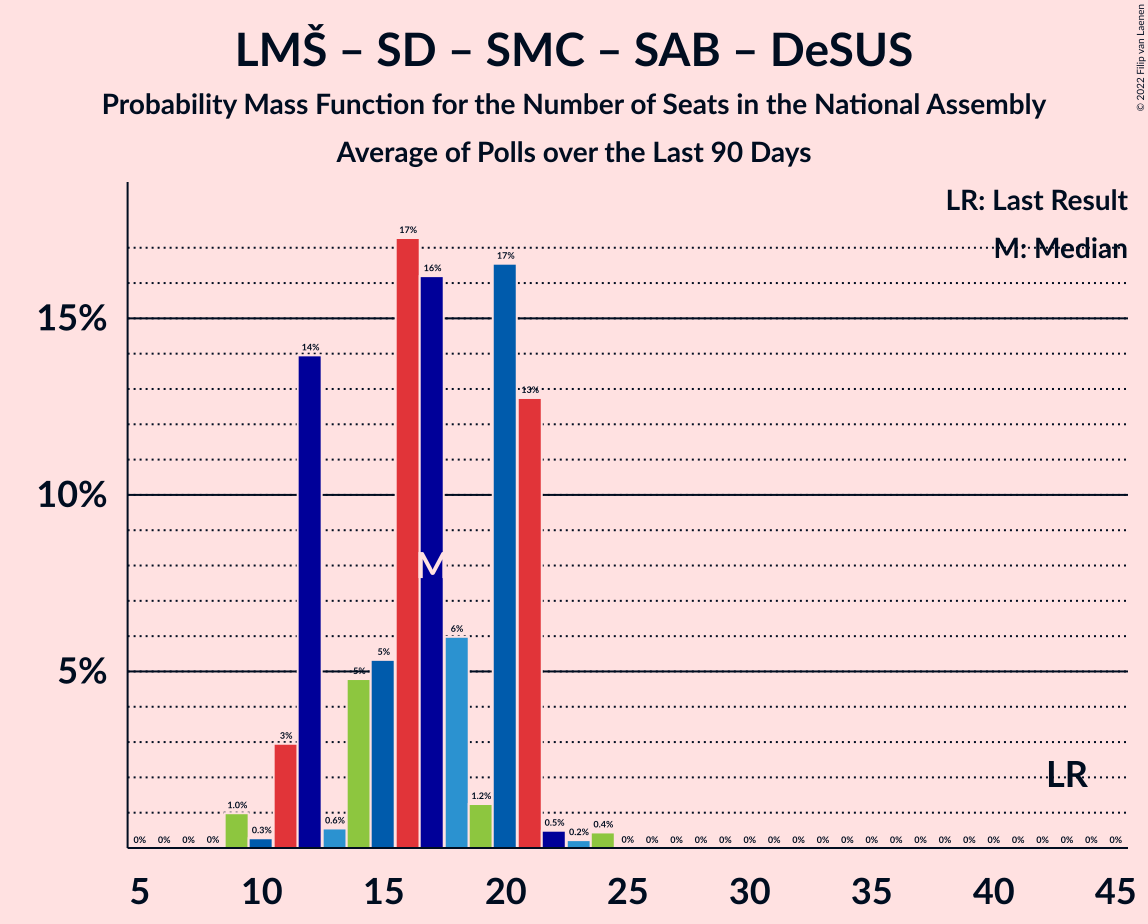 LMŠ – SD – SMC – SAB – DeSUS
Probability Mass Function for the Number of Seats in the National Assembly
Average of Polls over the Last 90 Days
© 2022 Filip van Laenen
LR: Last Result
M: Median
15%
10%
5%
0% 0% 0% 0% 1.0% 0.3% 3% 14% 0.6% 5% 5% 17% 16% 6% 1.2% 17% 13% 0.5% 0.2% 0.4% 0% 0% 0% 0% 0% 0% 0% 0% 0% 0% 0% 0% 0% 0% 0% 0% 0% 0% 0% 0% 0%
M
LR
5 10 15 20 25 30 35 40 45